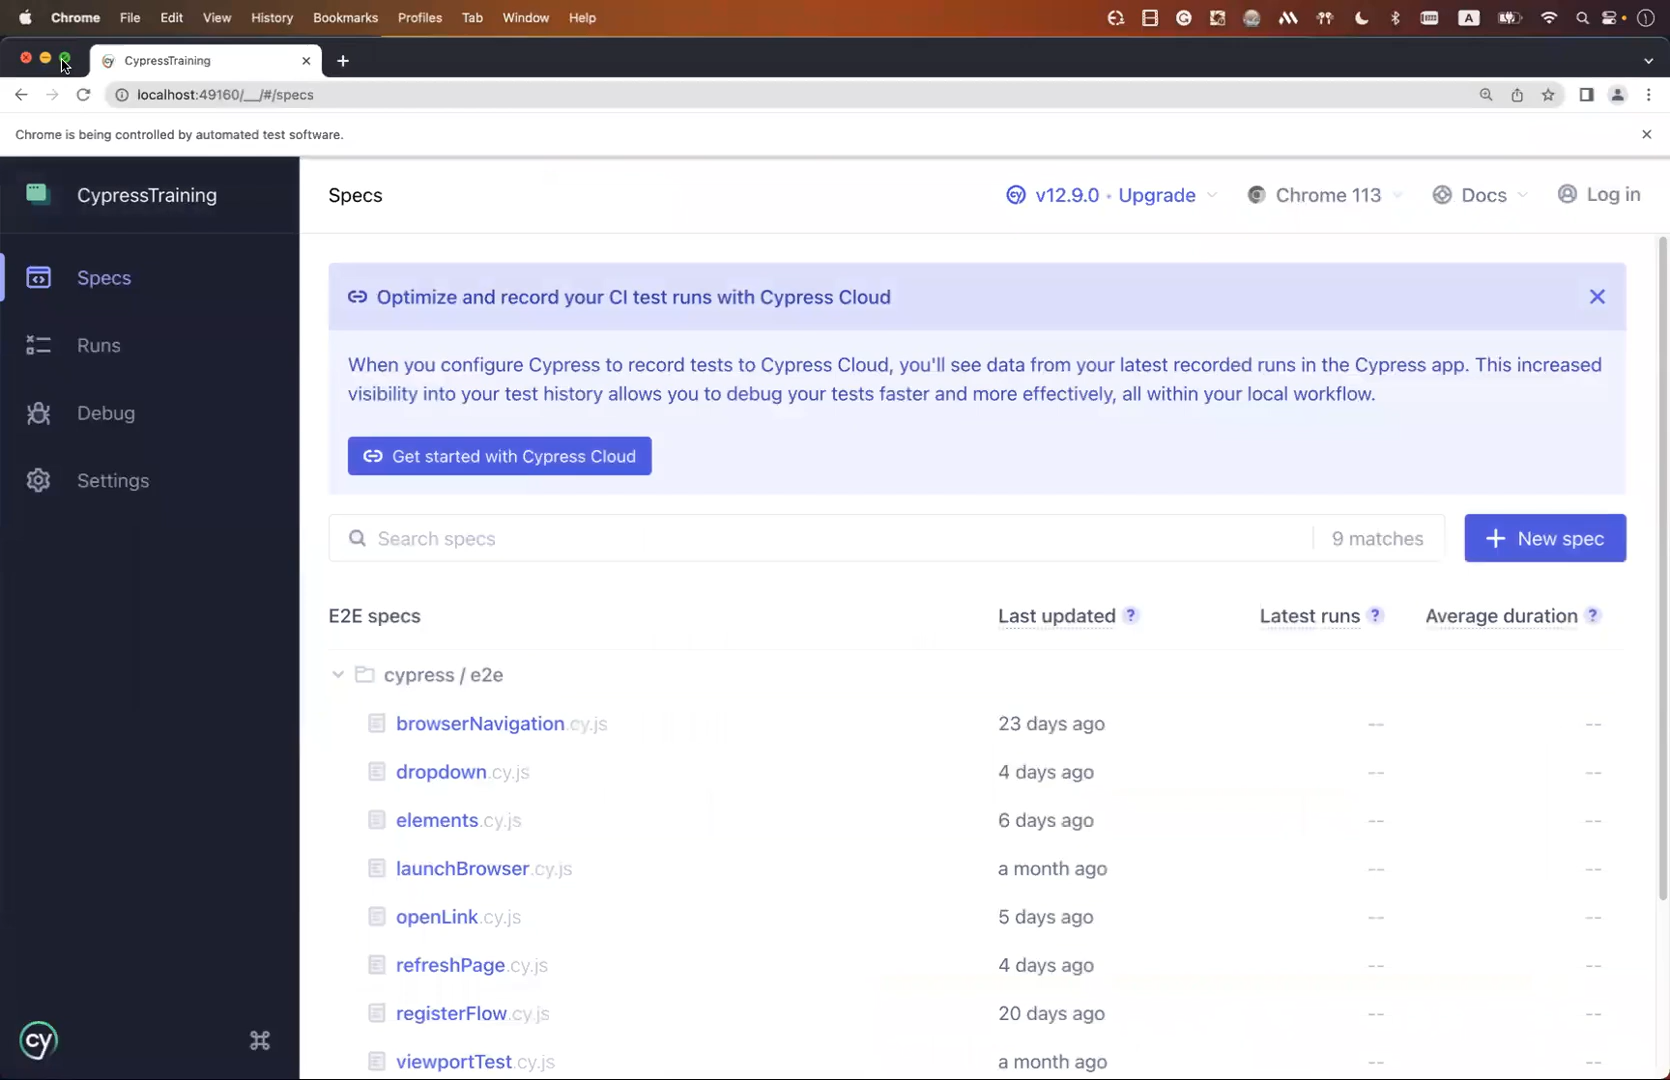 Chrome File Edit View History Bookmarks Profiles Tab Window Help A
cy CypressTraining
localhost:49160/__/#/specs
Chrome is being controlled by automated test software.
CypressTraining
Specs
Runs
Debug
Settings
cy
Specs
cy v12.9.0 • Upgrade Chrome 113 Docs Log in
Optimize and record your CI test runs with Cypress Cloud
When you configure Cypress to record tests to Cypress Cloud, you'll see data from your latest recorded runs in the Cypress app. This increased
visibility into your test history allows you to debug your tests faster and more effectively, all within your local workflow.
Get started with Cypress Cloud
Search specs 9 matches + New spec
E2E specs Last updated ? Latest runs ? Average duration ?
cypress / e2e
browserNavigation.cy.js 23 days ago -- --
dropdown.cy.js 4 days ago -- --
elements.cy.js 6 days ago -- --
launchBrowser.cy.js a month ago -- --
openLink.cy.js 5 days ago -- --
refreshPage.cy.js 4 days ago -- --
registerFlow.cy.js 20 days ago -- --
viewportTest.cy.js a month ago -- --